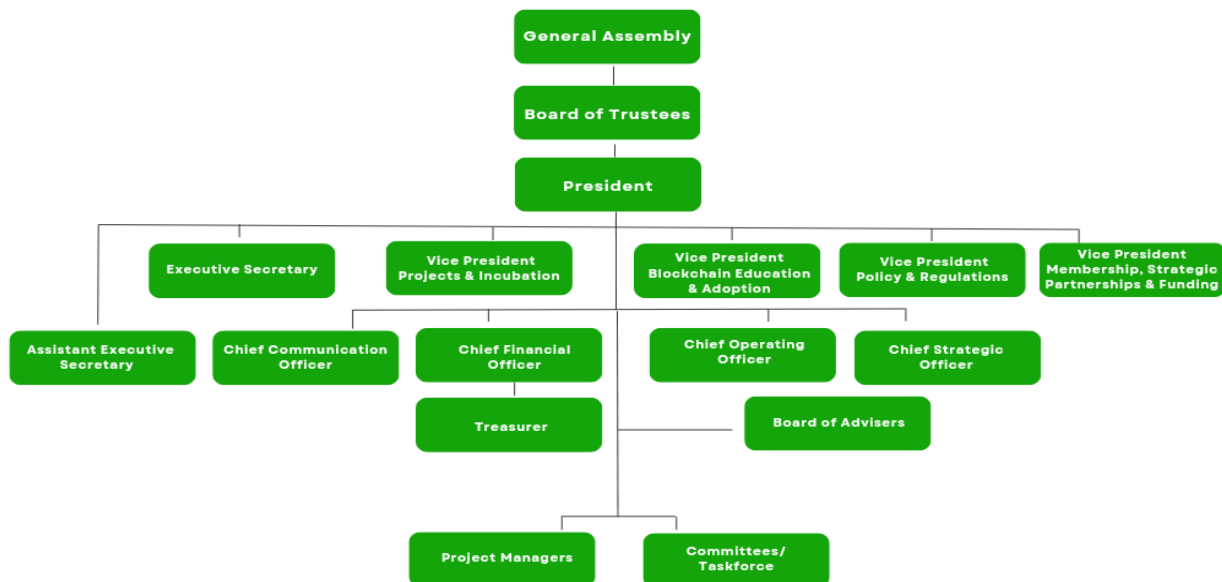 General Assembly
Board of Trustees
President
Executive Secretary
Vice President
Projects & Incubation
Vice President
Blockchain Education
& Adoption
Vice President
Policy & Regulations
Vice President
Membership, Strategic
Partnerships & Funding
Assistant Executive
Secretary
Chief Communication
Officer
Chief Financial
Officer
Chief Operating
Officer
Chief Strategic
Officer
Treasurer
Board of Advisers
Project Managers
Committees/
Taskforce